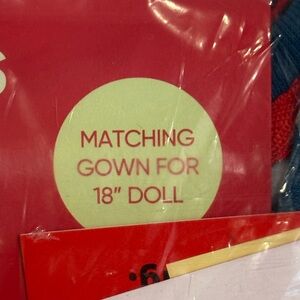 MATCHING
GOWN FOR
18" DOLL